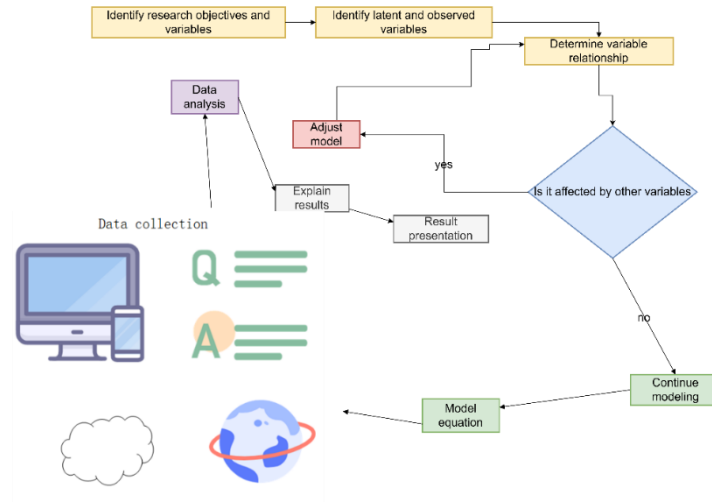 Identify research objectives and
variables
Identify latent and observed
variables
Determine variable
relationship
Data
analysis
Adjust
model
yes
Is it affected by other variables
Explain
results
Result
presentation
Data collection
Q
A
no
Continue
modeling
Model
equation